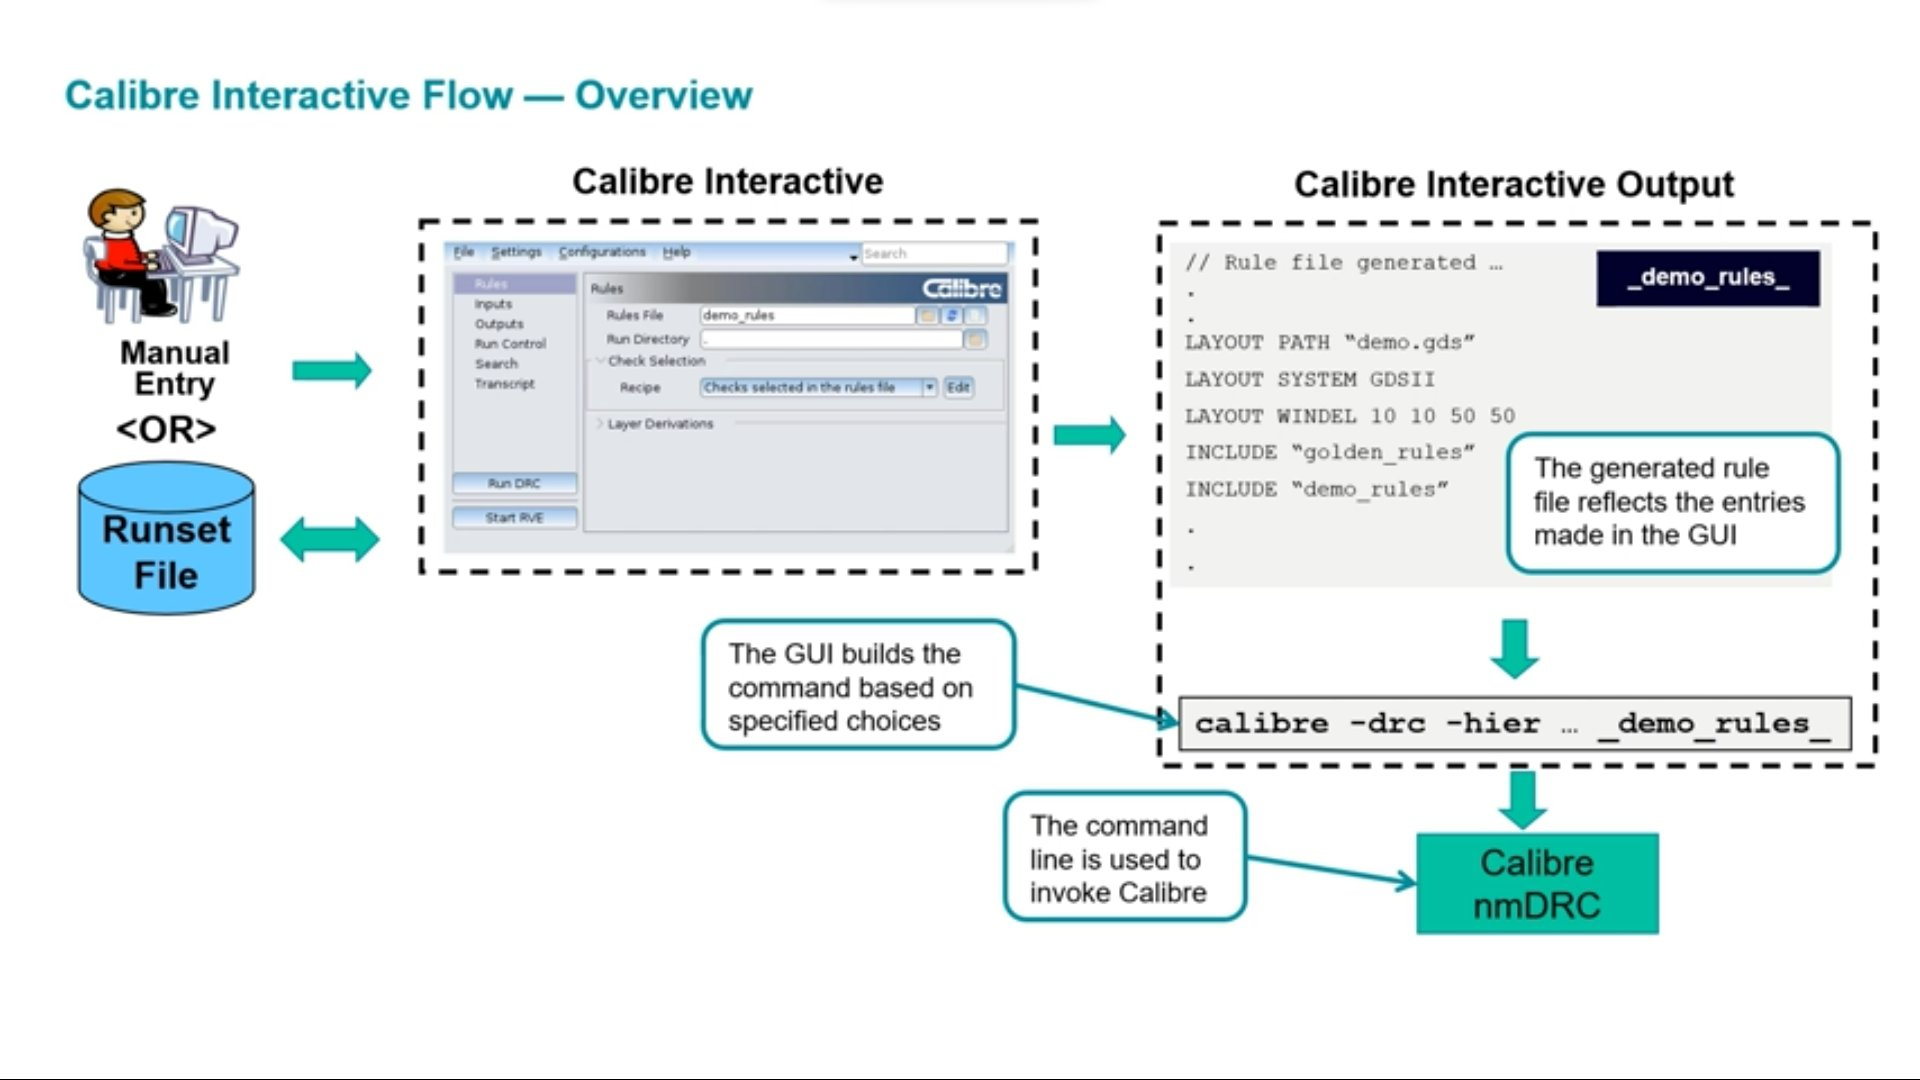 Calibre Interactive Flow — Overview
Manual
Entry
<OR>
Runset
File
Calibre Interactive
File Settings Configurations Help Search
Rules
Inputs
Outputs
Run Control
Search
Transcript
Run DRC
Start RVE
Rules Calibre
Rules File demo_rules
Run Directory .
Check Selection
Recipe Checks selected in the rules file Edit
Layer Derivations
Calibre Interactive Output
_demo_rules_
// Rule file generated …
.
.
LAYOUT PATH “demo.gds”
LAYOUT SYSTEM GDSII
LAYOUT WINDEL 10 10 50 50
INCLUDE “golden_rules”
INCLUDE “demo_rules”
.
.
The generated rule
file reflects the entries
made in the GUI
The GUI builds the
command based on
specified choices
calibre -drc -hier … _demo_rules_
The command
line is used to
invoke Calibre
Calibre
nmDRC